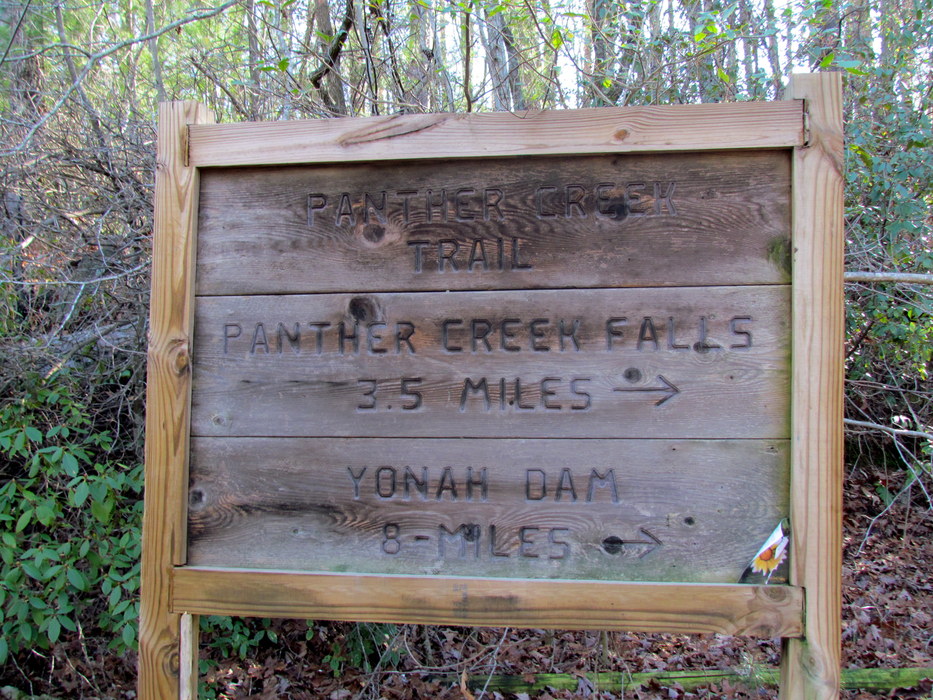 PANTHER CREEK
TRAIL
PANTHER CREEK FALLS
3.5 MILES →
YONAH DAM
8-MILES →